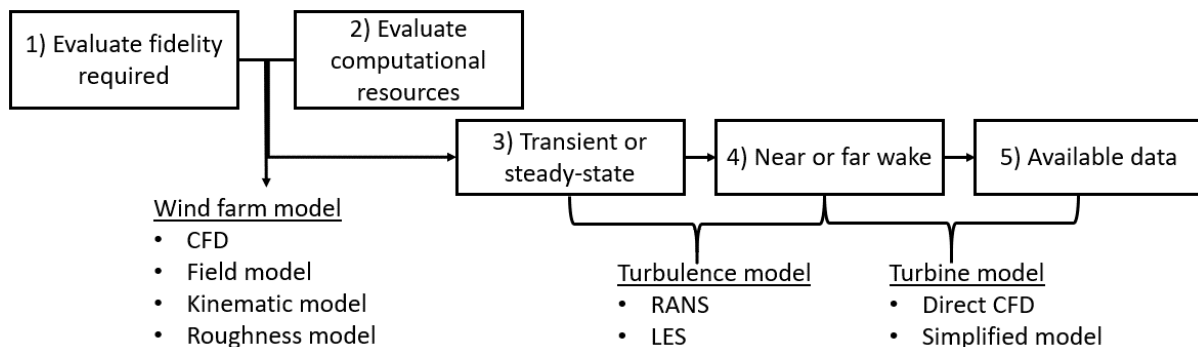 1) Evaluate fidelity
required
2) Evaluate
computational
resources
3) Transient or
steady-state
4) Near or far wake
5) Available data
Wind farm model
• CFD
• Field model
• Kinematic model
• Roughness model
Turbulence model
• RANS
• LES
Turbine model
• Direct CFD
• Simplified model